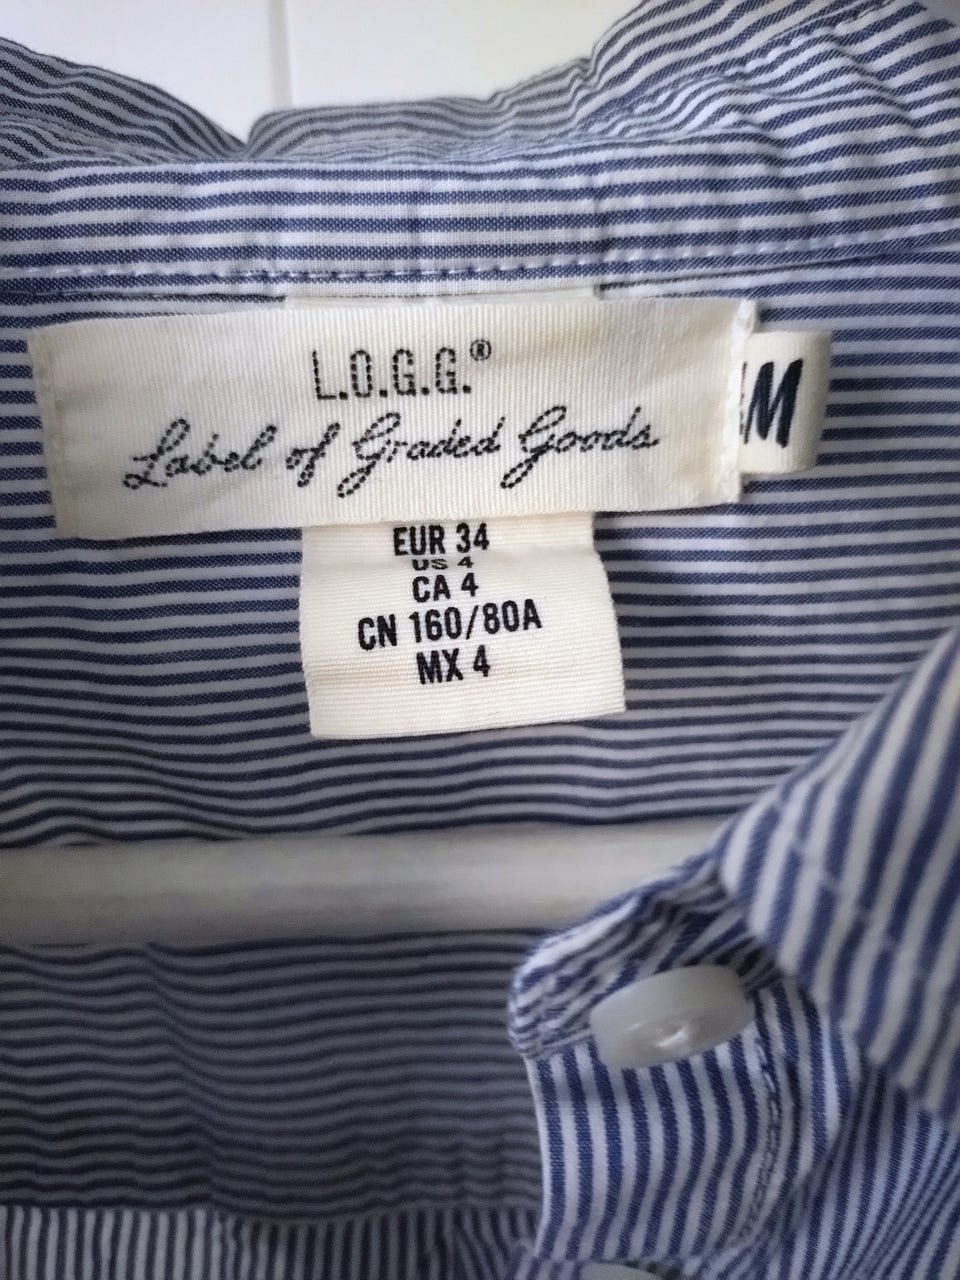 L.O.G.G.®
Label of Graded Goods
M
EUR 34
US 4
CA 4
CN 160/80A
MX 4